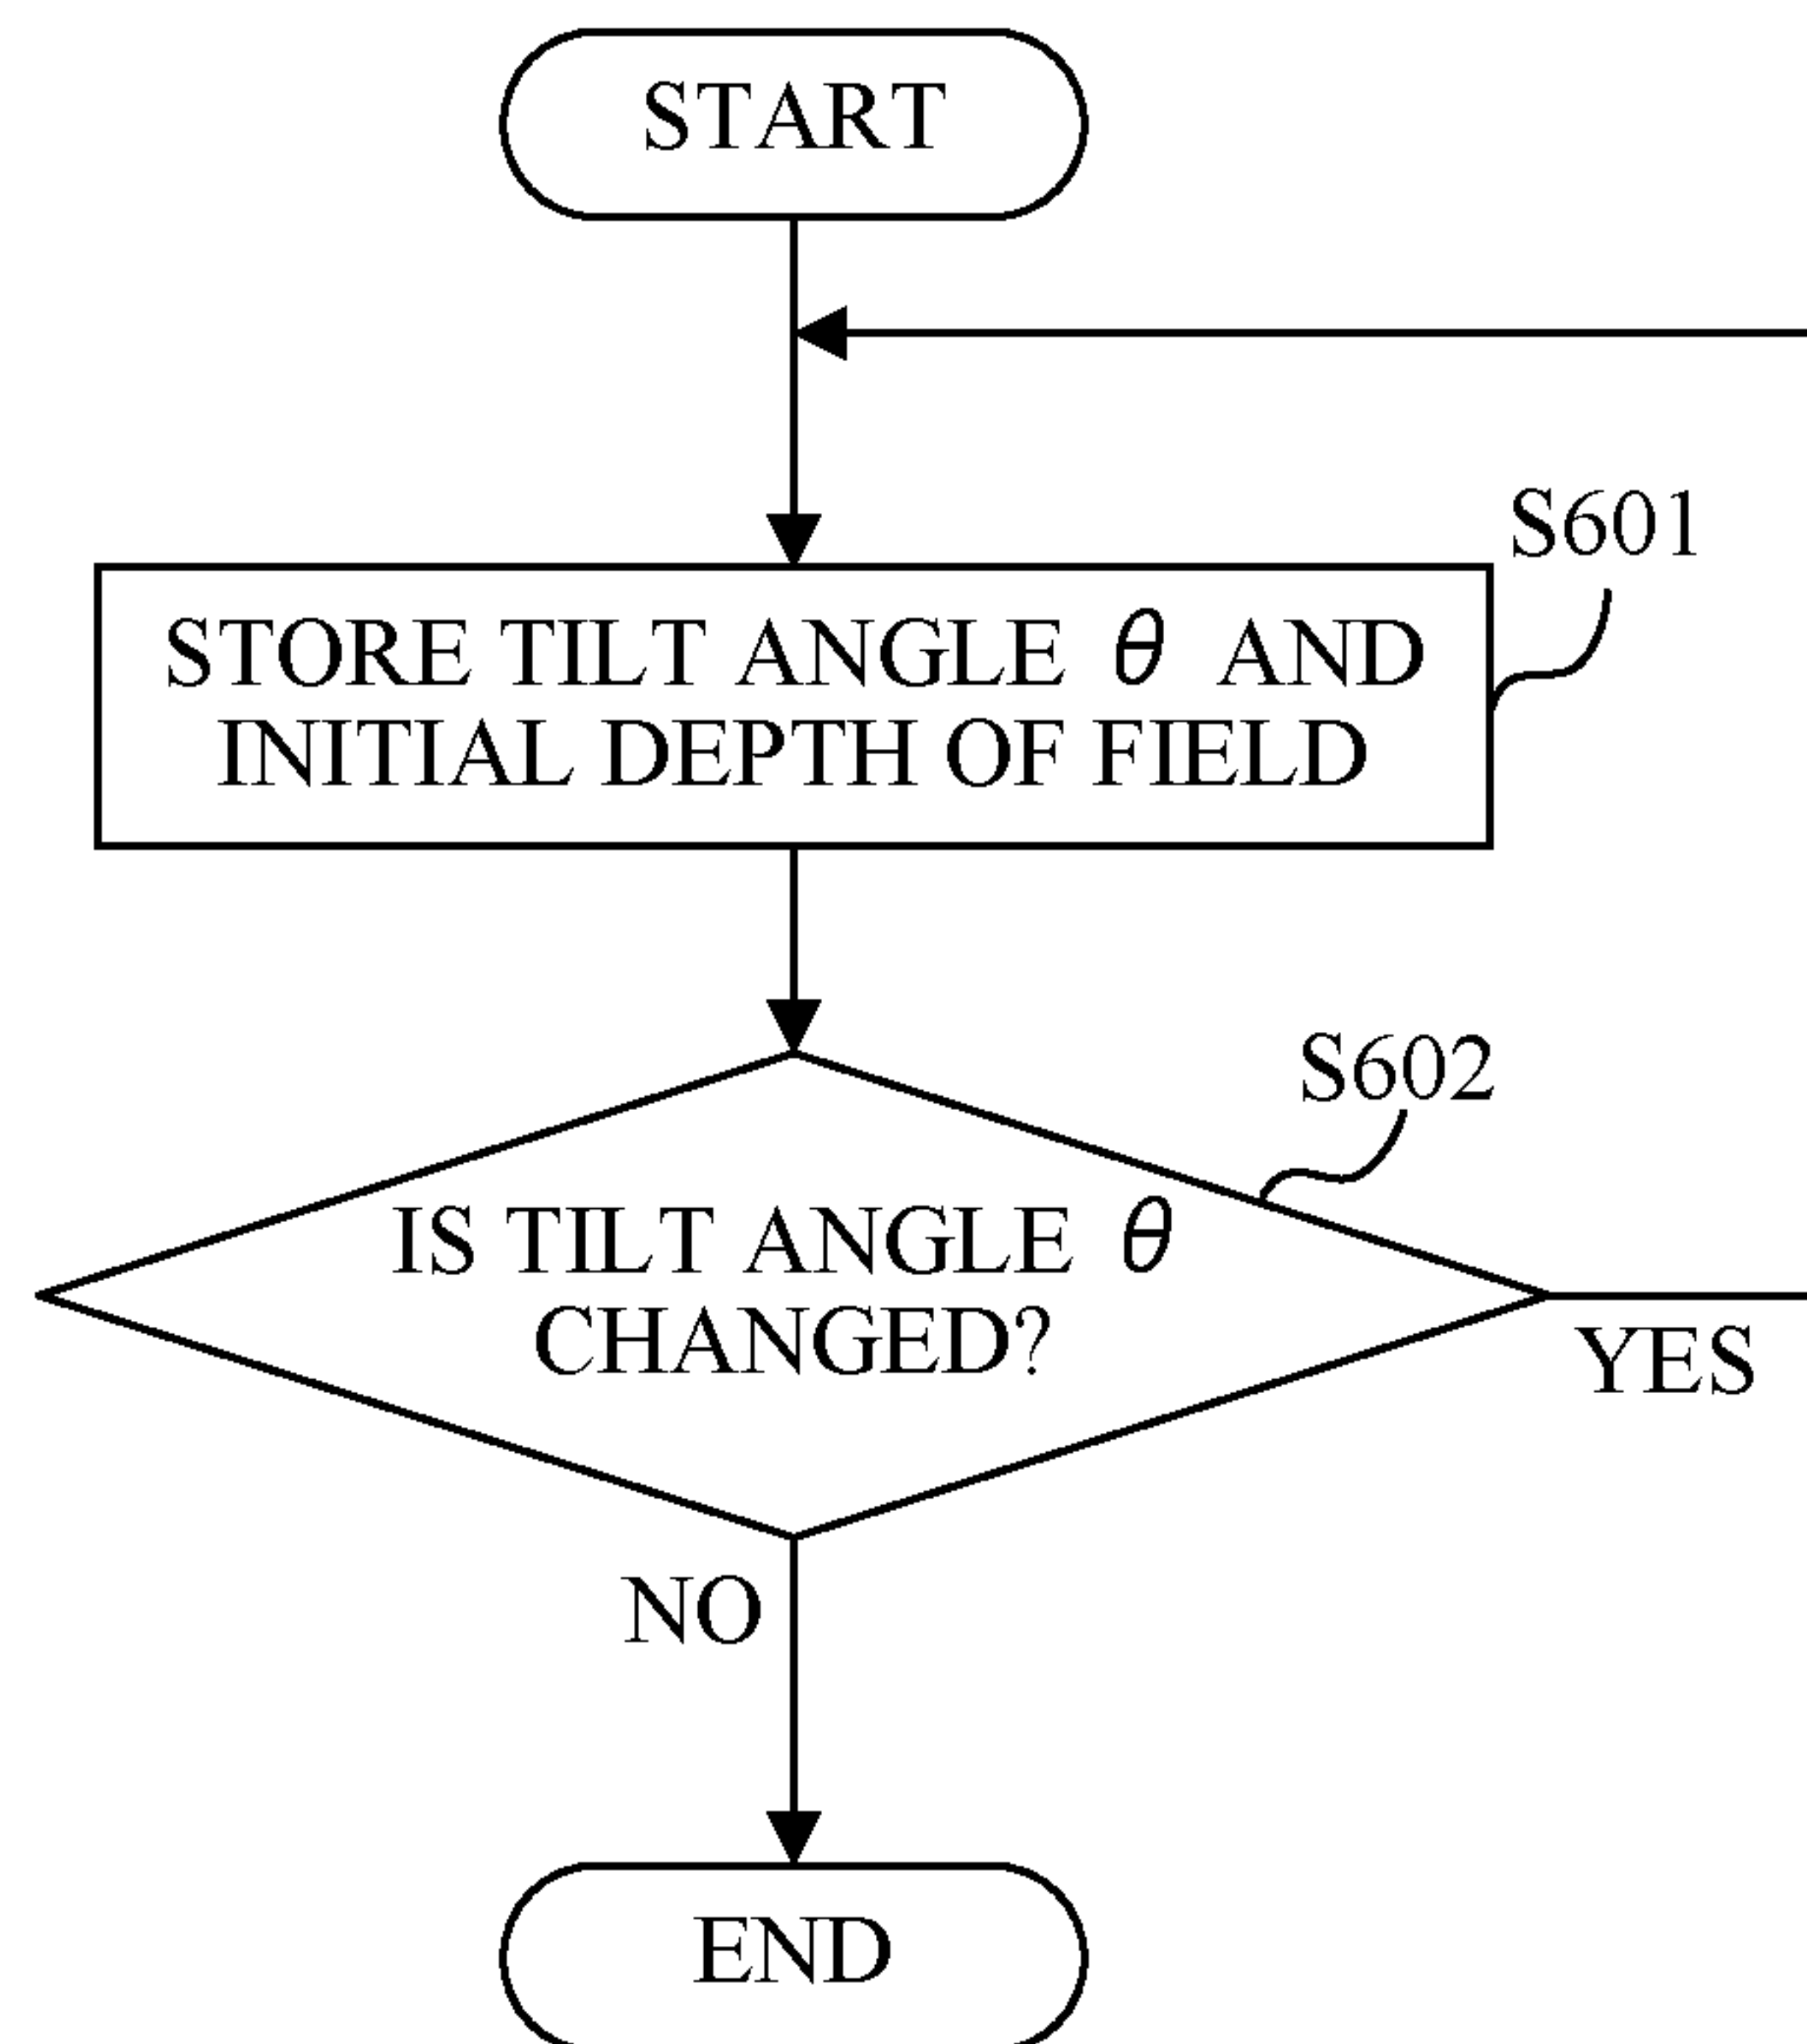 START
S601
STORE TILT ANGLE θ AND
INITIAL DEPTH OF FIELD
S602
IS TILT ANGLE θ
CHANGED?
YES
NO
END